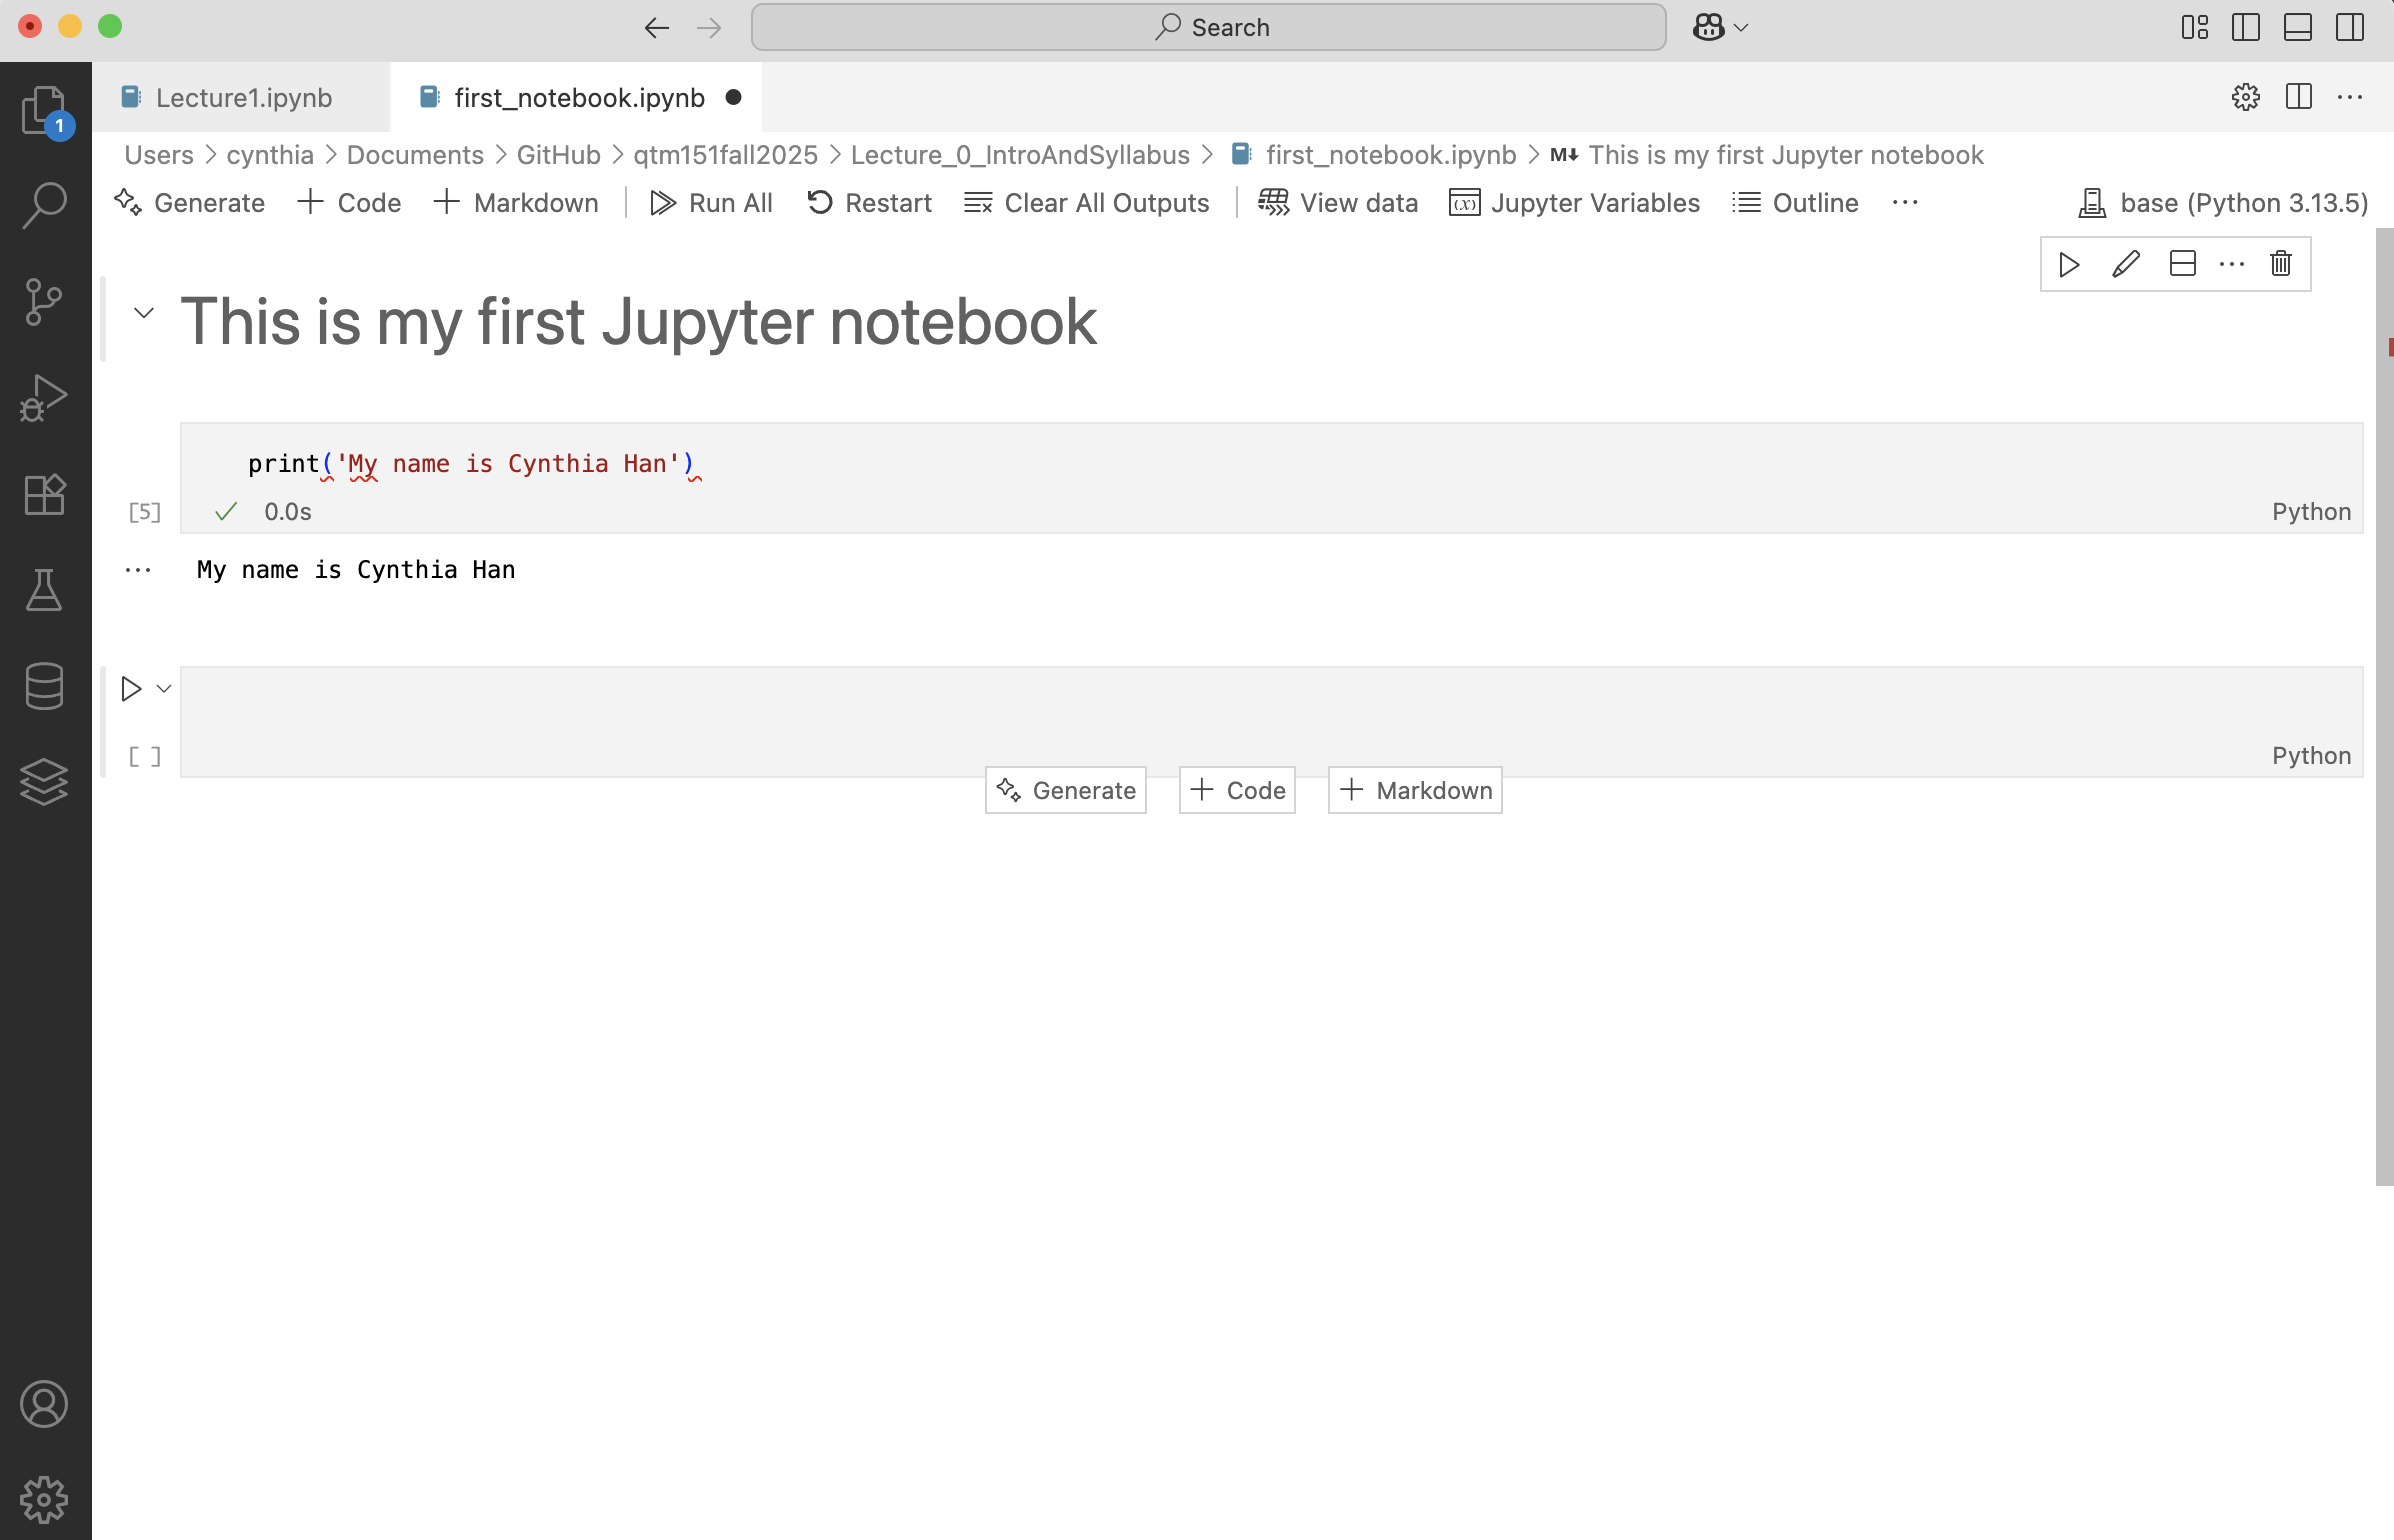 Search
1
Lecture1.ipynb first_notebook.ipynb
Users > cynthia > Documents > GitHub > qtm151fall2025 > Lecture_0_IntroAndSyllabus > first_notebook.ipynb > M↓ This is my first Jupyter notebook
Generate + Code + Markdown | Run All Restart Clear All Outputs | View data Jupyter Variables Outline ... base (Python 3.13.5)
This is my first Jupyter notebook
print('My name is Cynthia Han')
[5] ✓ 0.0s Python
... My name is Cynthia Han
[ ] Python
Generate + Code + Markdown